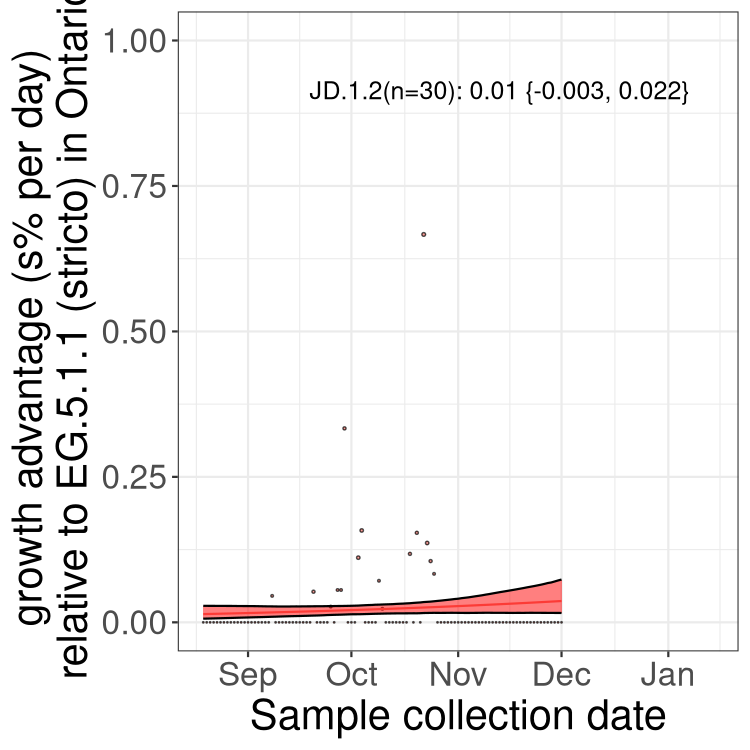 growth advantage (s% per day)
relative to EG.5.1.1 (stricto) in Ontario
1.00
JD.1.2(n=30): 0.01 {-0.003, 0.022}
0.75
0.50
0.25
0.00
Sep Oct Nov Dec Jan
Sample collection date